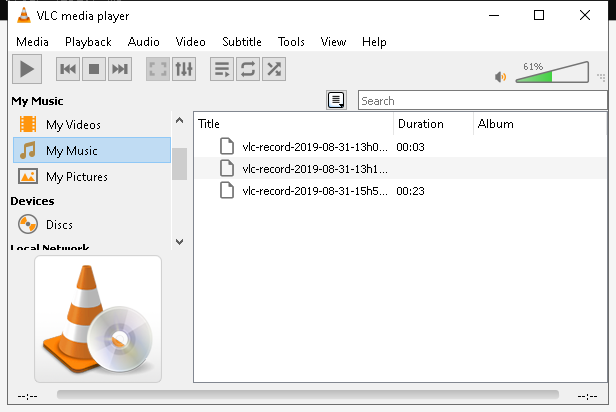 VLC media player
Media Playback Audio Video Subtitle Tools View Help
61%
My Music
Search
My Videos
Title Duration Album
My Music
vlc-record-2019-08-31-13h0... 00:03
vlc-record-2019-08-31-13h1...
My Pictures
vlc-record-2019-08-31-15h5... 00:23
Devices
Discs
Local Network
--:-- --:--